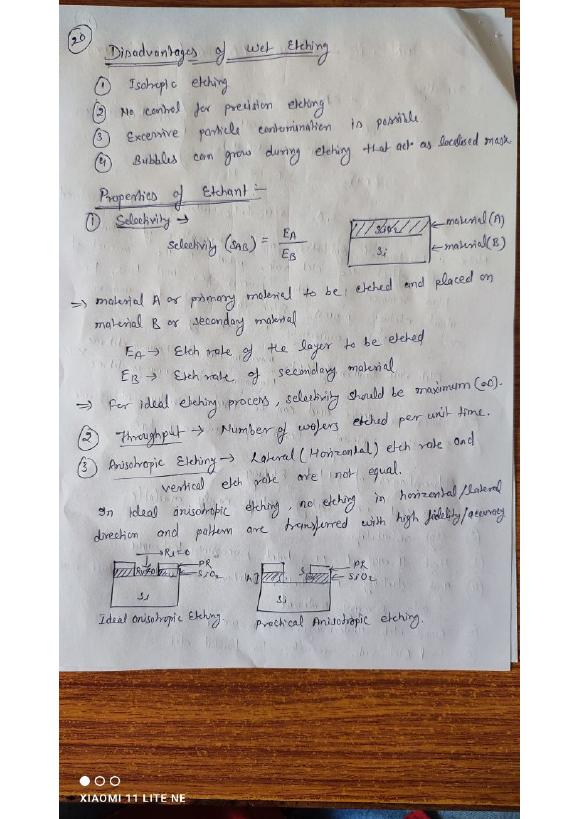 20
Disadvantages of Wet Etching
1 Isotropic etching
2 No control for precision etching
3 Excessive particle contamination is possible
4 Bubbles can grow during etching that act as localised mask
Properties of Etchant :-
1 Selectivity →
Selectivity (SAB) = EA / EB
SiO2 ← material (A)
Si ← material (B)
⇒ material A or primary material to be etched and placed on
material B or secondary material
EA → Etch rate of the layer to be etched
EB → Etch rate of secondary material
⇒ For ideal etching process, selectivity should be maximum (∞).
2 Throughput → Number of wafers etched per unit time.
3 Anisotropic Etching → Lateral (Horizontal) etch rate and
vertical etch rate are not equal.
In ideal anisotropic etching, no etching in horizontal/lateral
direction and pattern are transferred with high fidelity/accuracy
PR
SiO2
Si
Ideal anisotropic Etching.
PR
SiO2
Si
Practical Anisotropic etching.
XIAOMI 11 LITE NE